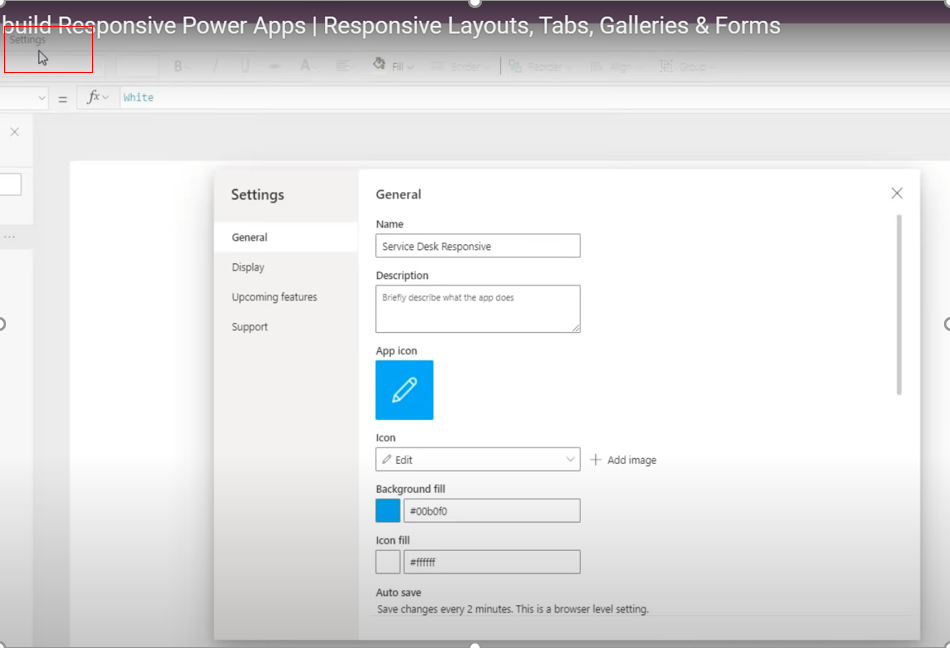 build Responsive Power Apps | Responsive Layouts, Tabs, Galleries & Forms
Settings
B I U A Fill Border Reorder Align Group
= fx White
Settings
General
Display
Upcoming features
Support
General
Name
Service Desk Responsive
Description
Briefly describe what the app does
App icon
Icon
Edit
Add image
Background fill
#00b0f0
Icon fill
#ffffff
Auto save
Save changes every 2 minutes. This is a browser level setting.